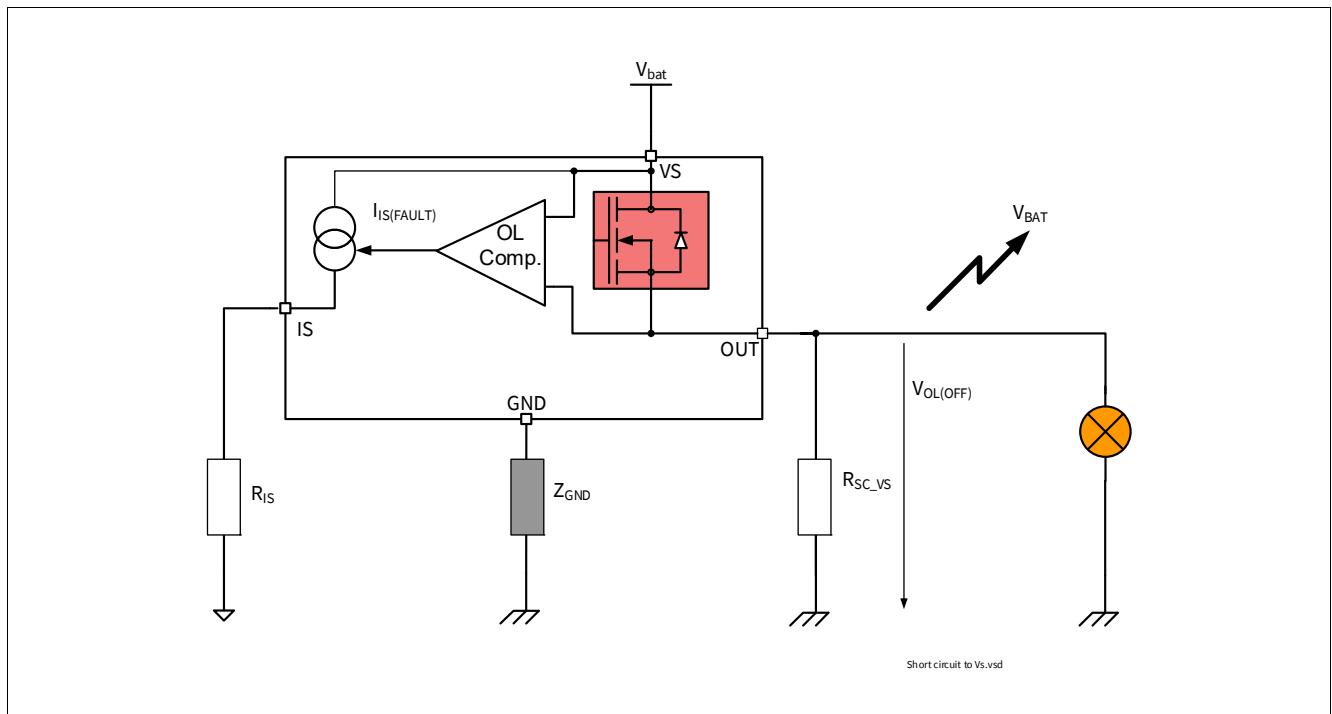 Vbat
VS
IIS(FAULT)
OL
Comp.
VBAT
IS
OUT
VOL(OFF)
GND
RIS
ZGND
RSC_VS
Short circuit to Vs.vsd